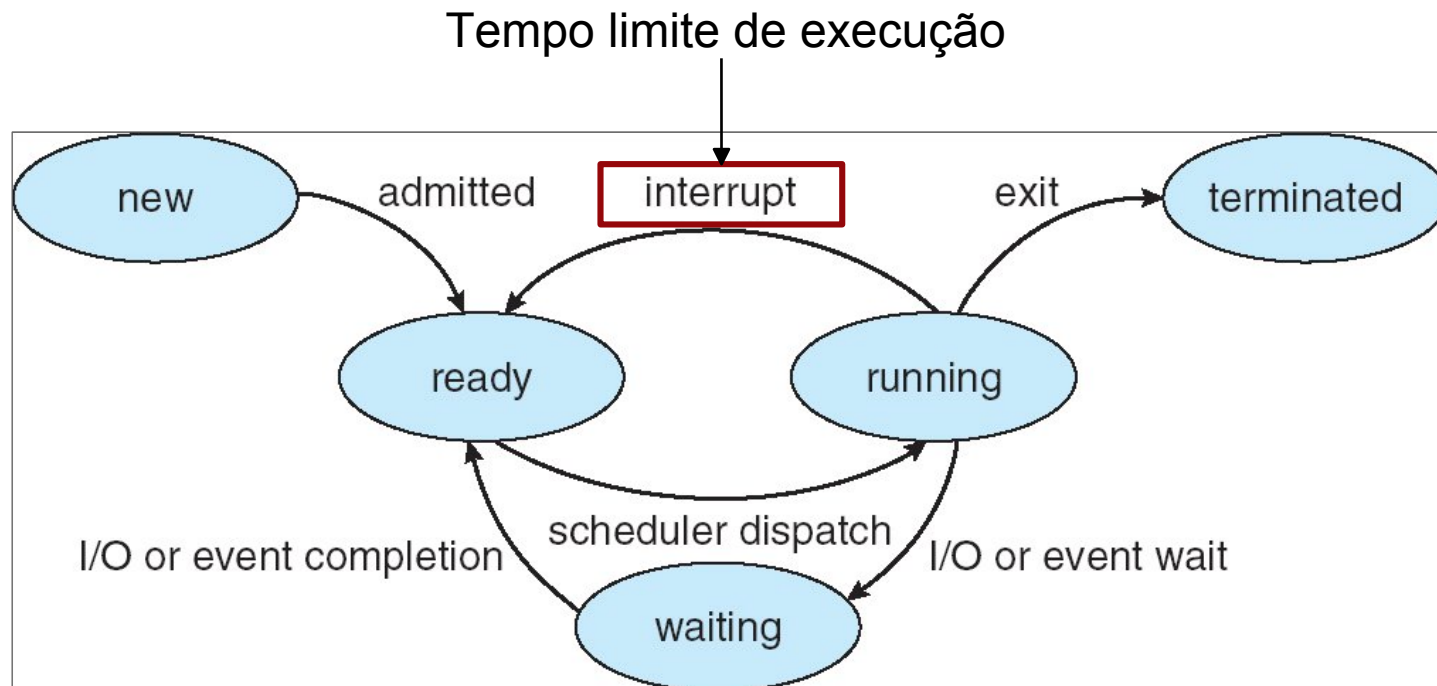 Tempo limite de execução
new
admitted
interrupt
exit
terminated
ready
running
I/O or event completion
scheduler dispatch
I/O or event wait
waiting